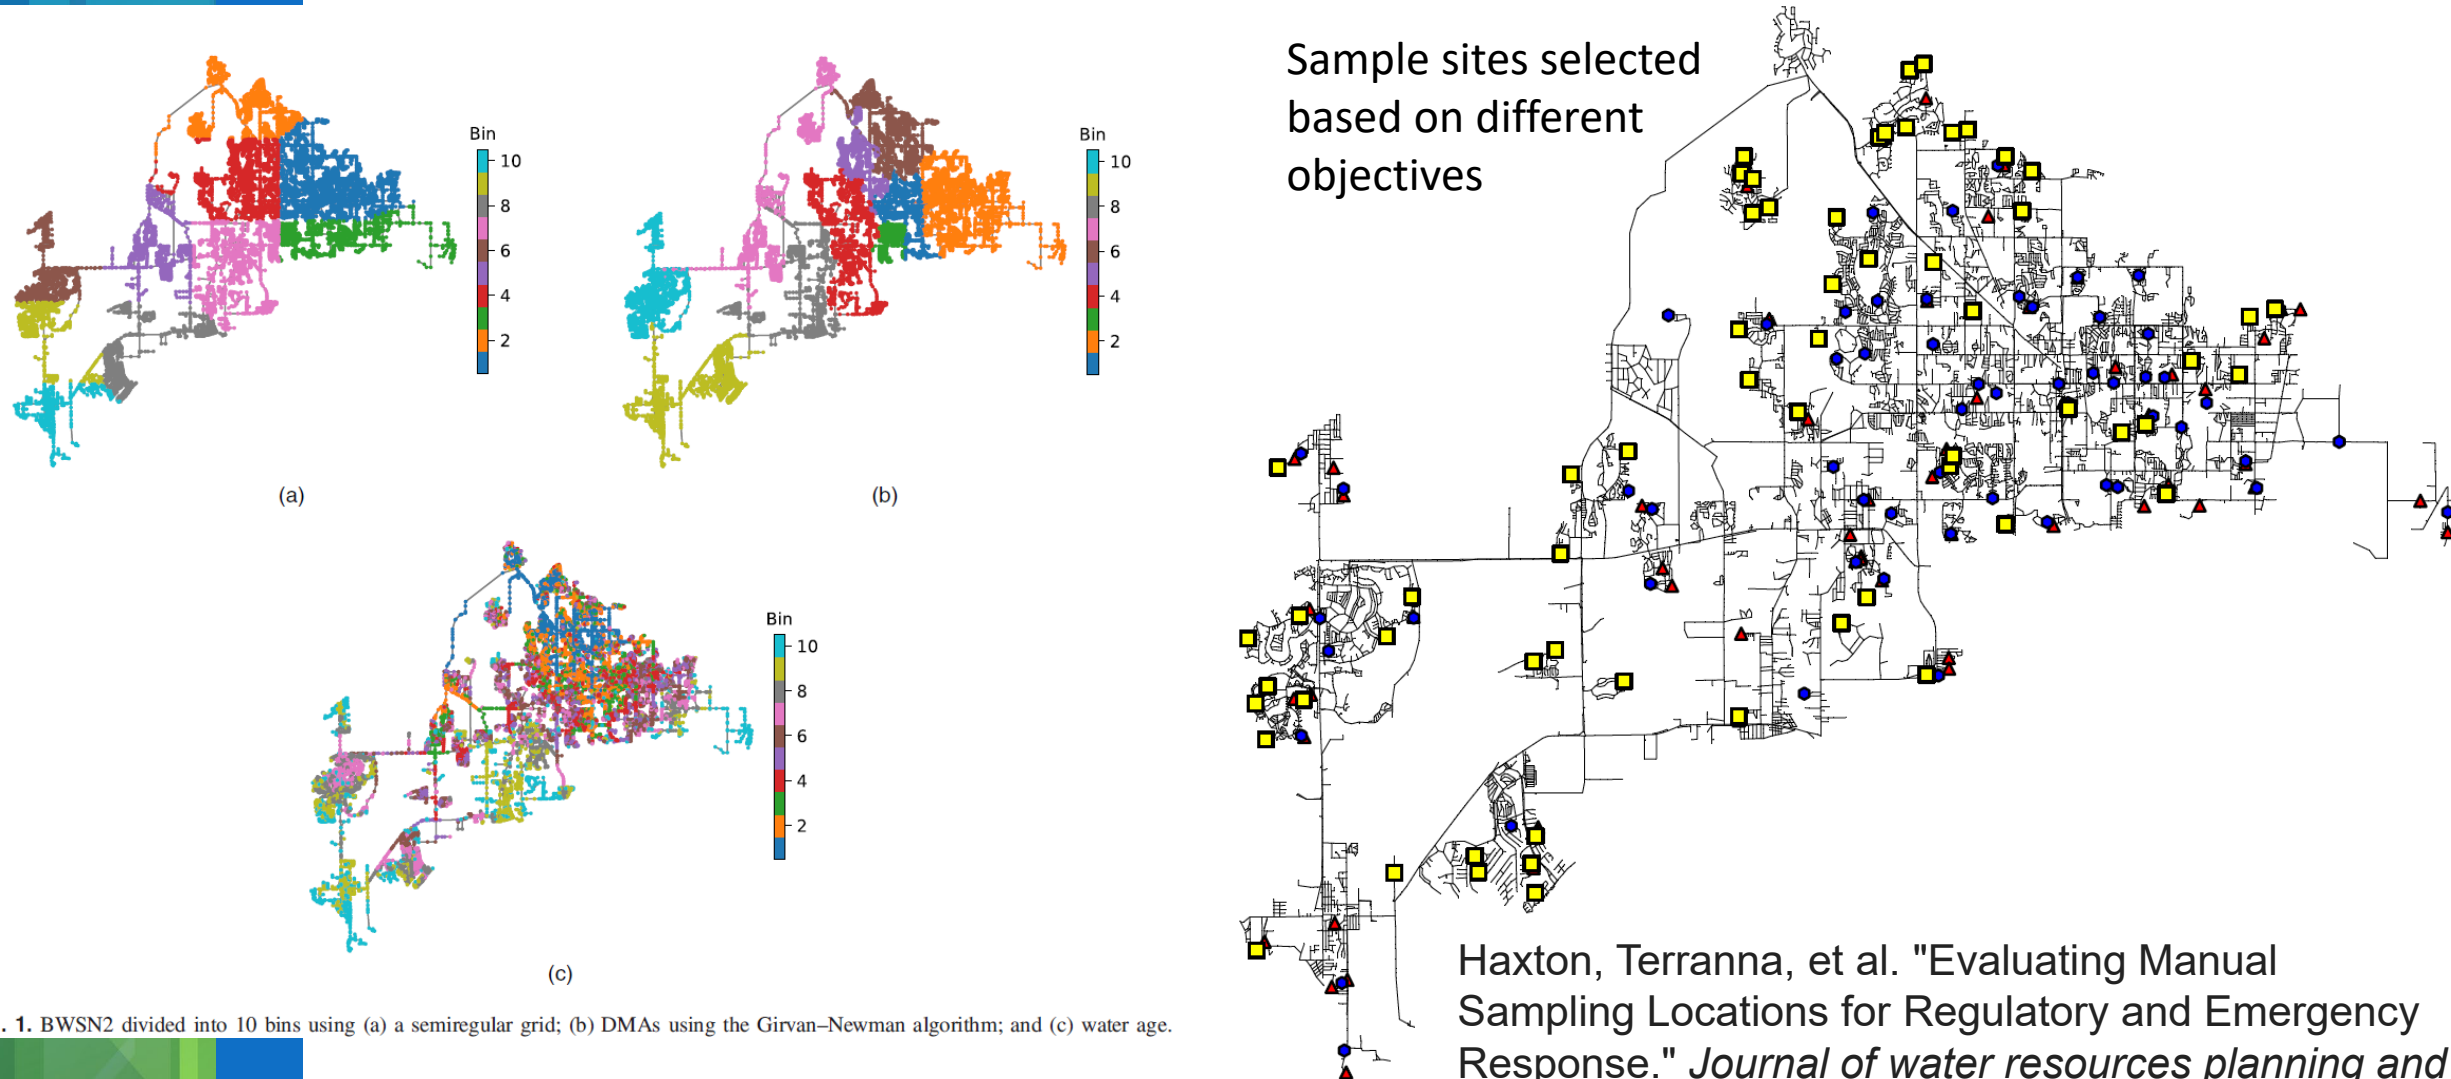 Sample sites selected
based on different
objectives
Bin
10
8
6
4
2
(a)
Bin
10
8
6
4
2
(b)
Bin
10
8
6
4
2
(c)
. 1. BWSN2 divided into 10 bins using (a) a semiregular grid; (b) DMAs using the Girvan–Newman algorithm; and (c) water age.
Haxton, Terranna, et al. "Evaluating Manual
Sampling Locations for Regulatory and Emergency
Response." Journal of water resources planning and